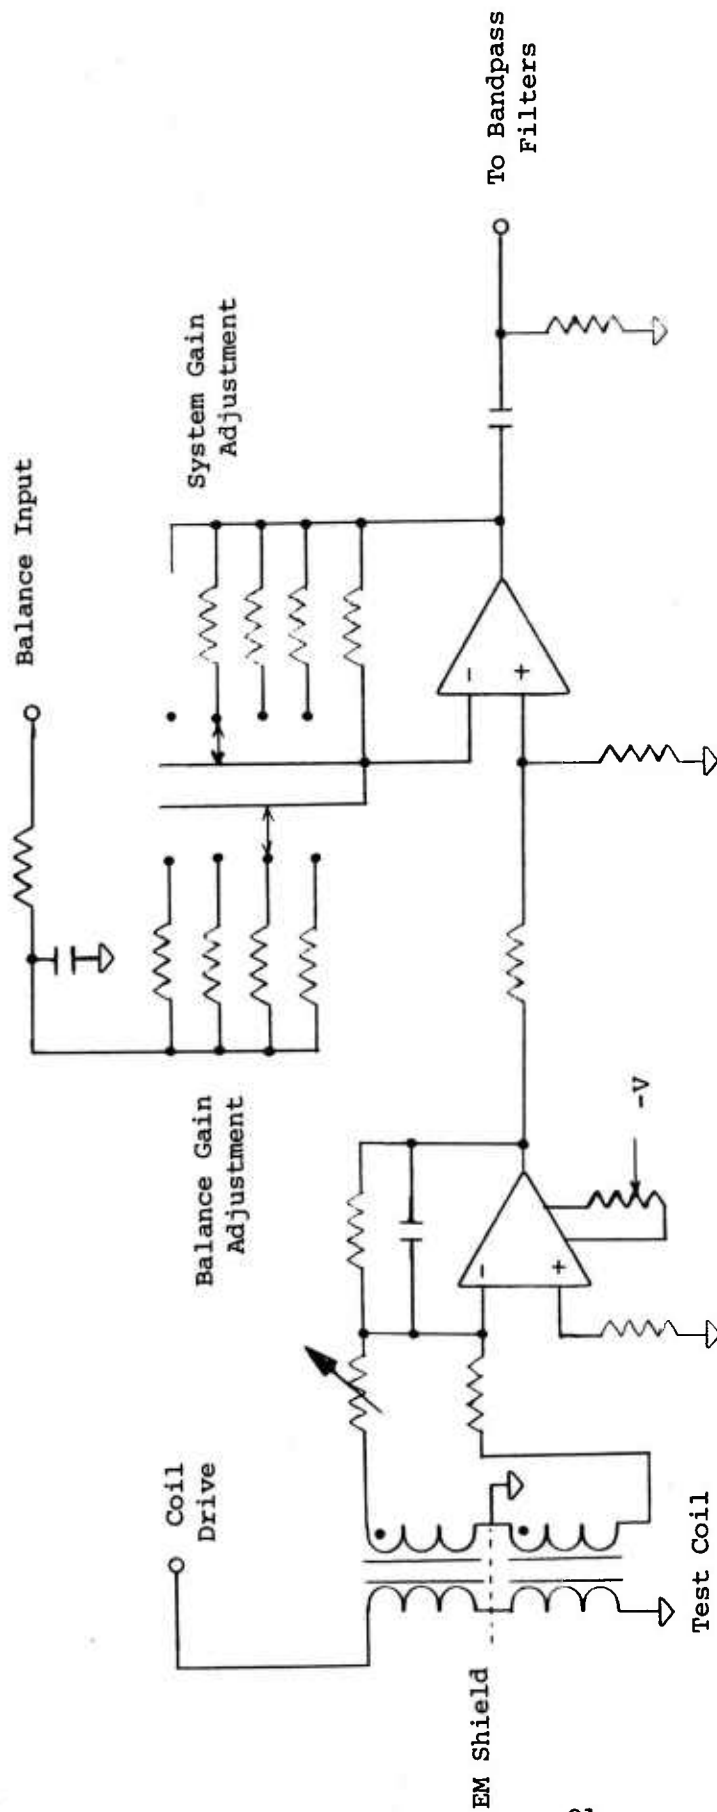 Balance Input
System Gain
Adjustment
To Bandpass
Filters
Balance Gain
Adjustment
-
+
-V
-
+
Coil
Drive
EM Shield
Test Coil